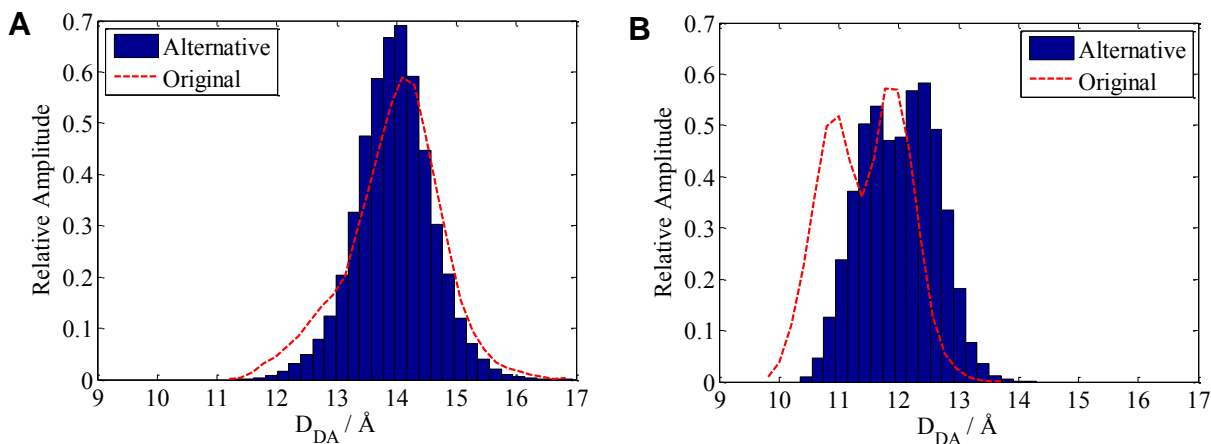 A
0.7
0.6
0.5
0.4
0.3
0.2
0.1
0
Relative Amplitude
Alternative
Original
9 10 11 12 13 14 15 16 17
D_DA / Å
B
0.7
0.6
0.5
0.4
0.3
0.2
0.1
0
Relative Amplitude
Alternative
Original
9 10 11 12 13 14 15 16 17
D_DA / Å